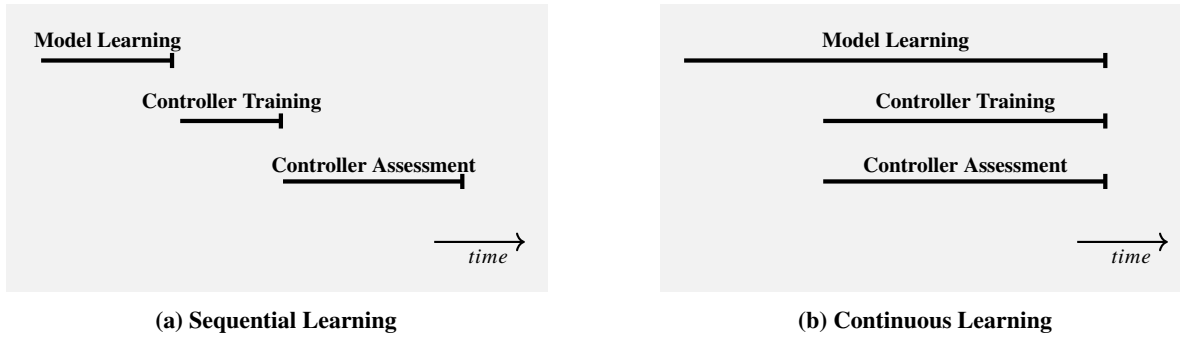 Model Learning
Controller Training
Controller Assessment
time
(a) Sequential Learning
Model Learning
Controller Training
Controller Assessment
time
(b) Continuous Learning